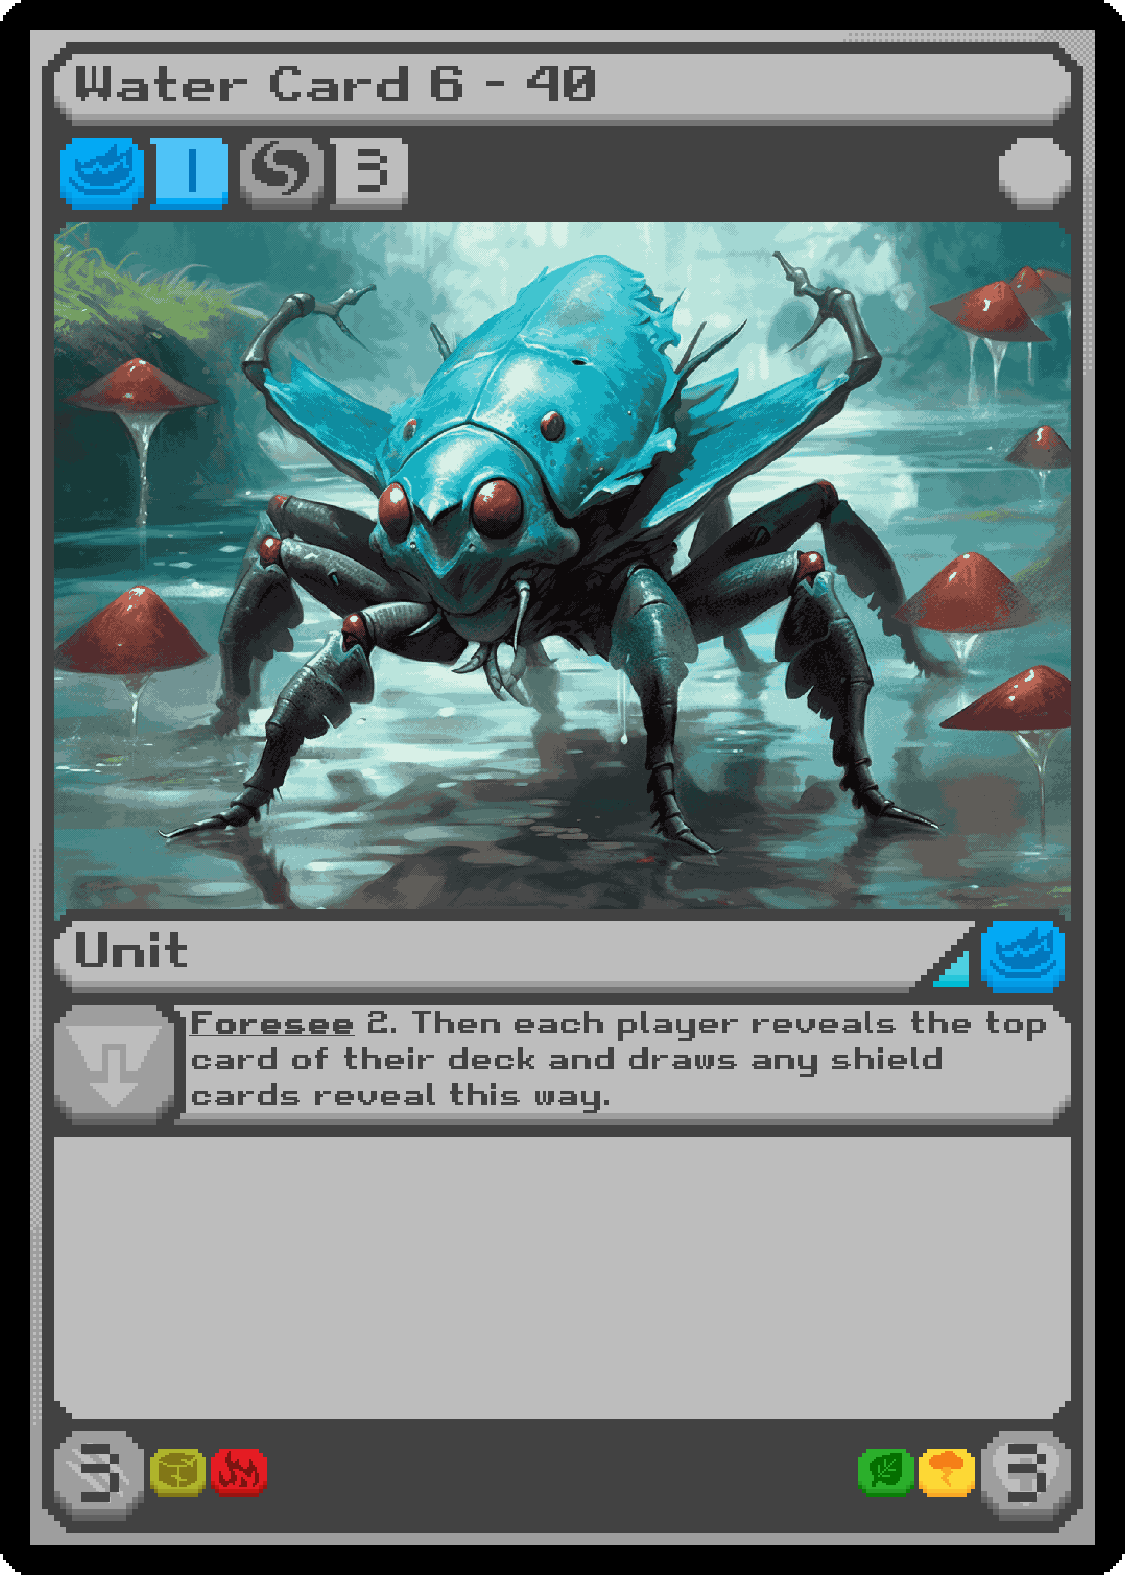 Water Card 6 - 40
1 3
Unit
Foresee 2. Then each player reveals the top
card of their deck and draws any shield
cards reveal this way.
3 3